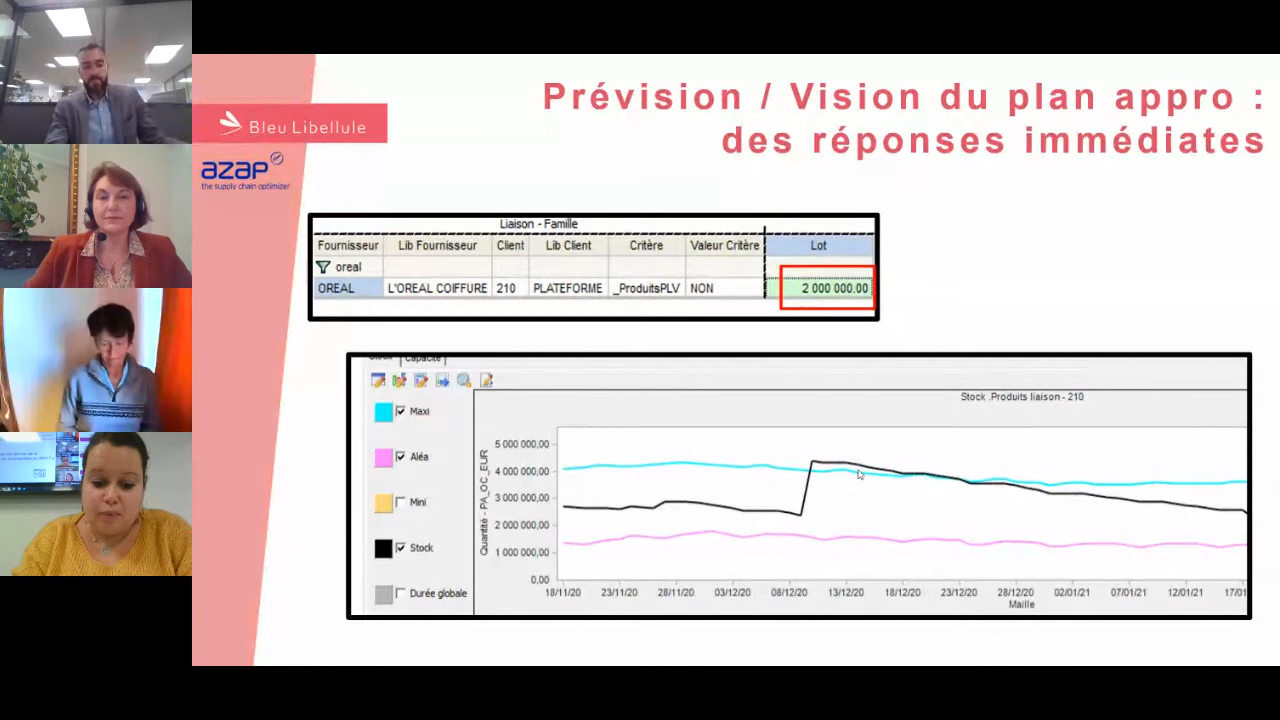 Prévision / Vision du plan appro :
des réponses immédiates
Bleu Libellule
azap
the supply chain optimizer
Liaison - Famille
Fournisseur Lib Fournisseur Client Lib Client Critère Valeur Critère Lot
oreal
OREAL L'OREAL COIFFURE 210 PLATEFORME _ProduitsPLV NON 2 000 000.00
Stock Capacité
Stock .Produits liaison - 210
Maxi
Aléa
Mini
Stock
Durée globale
Quantité - PA_OC_EUR
5 000 000,00
4 000 000,00
3 000 000,00
2 000 000,00
1 000 000,00
0,00
18/11/20 23/11/20 28/11/20 03/12/20 08/12/20 13/12/20 18/12/20 23/12/20 28/12/20 02/01/21 07/01/21 12/01/21 17/01
Maille